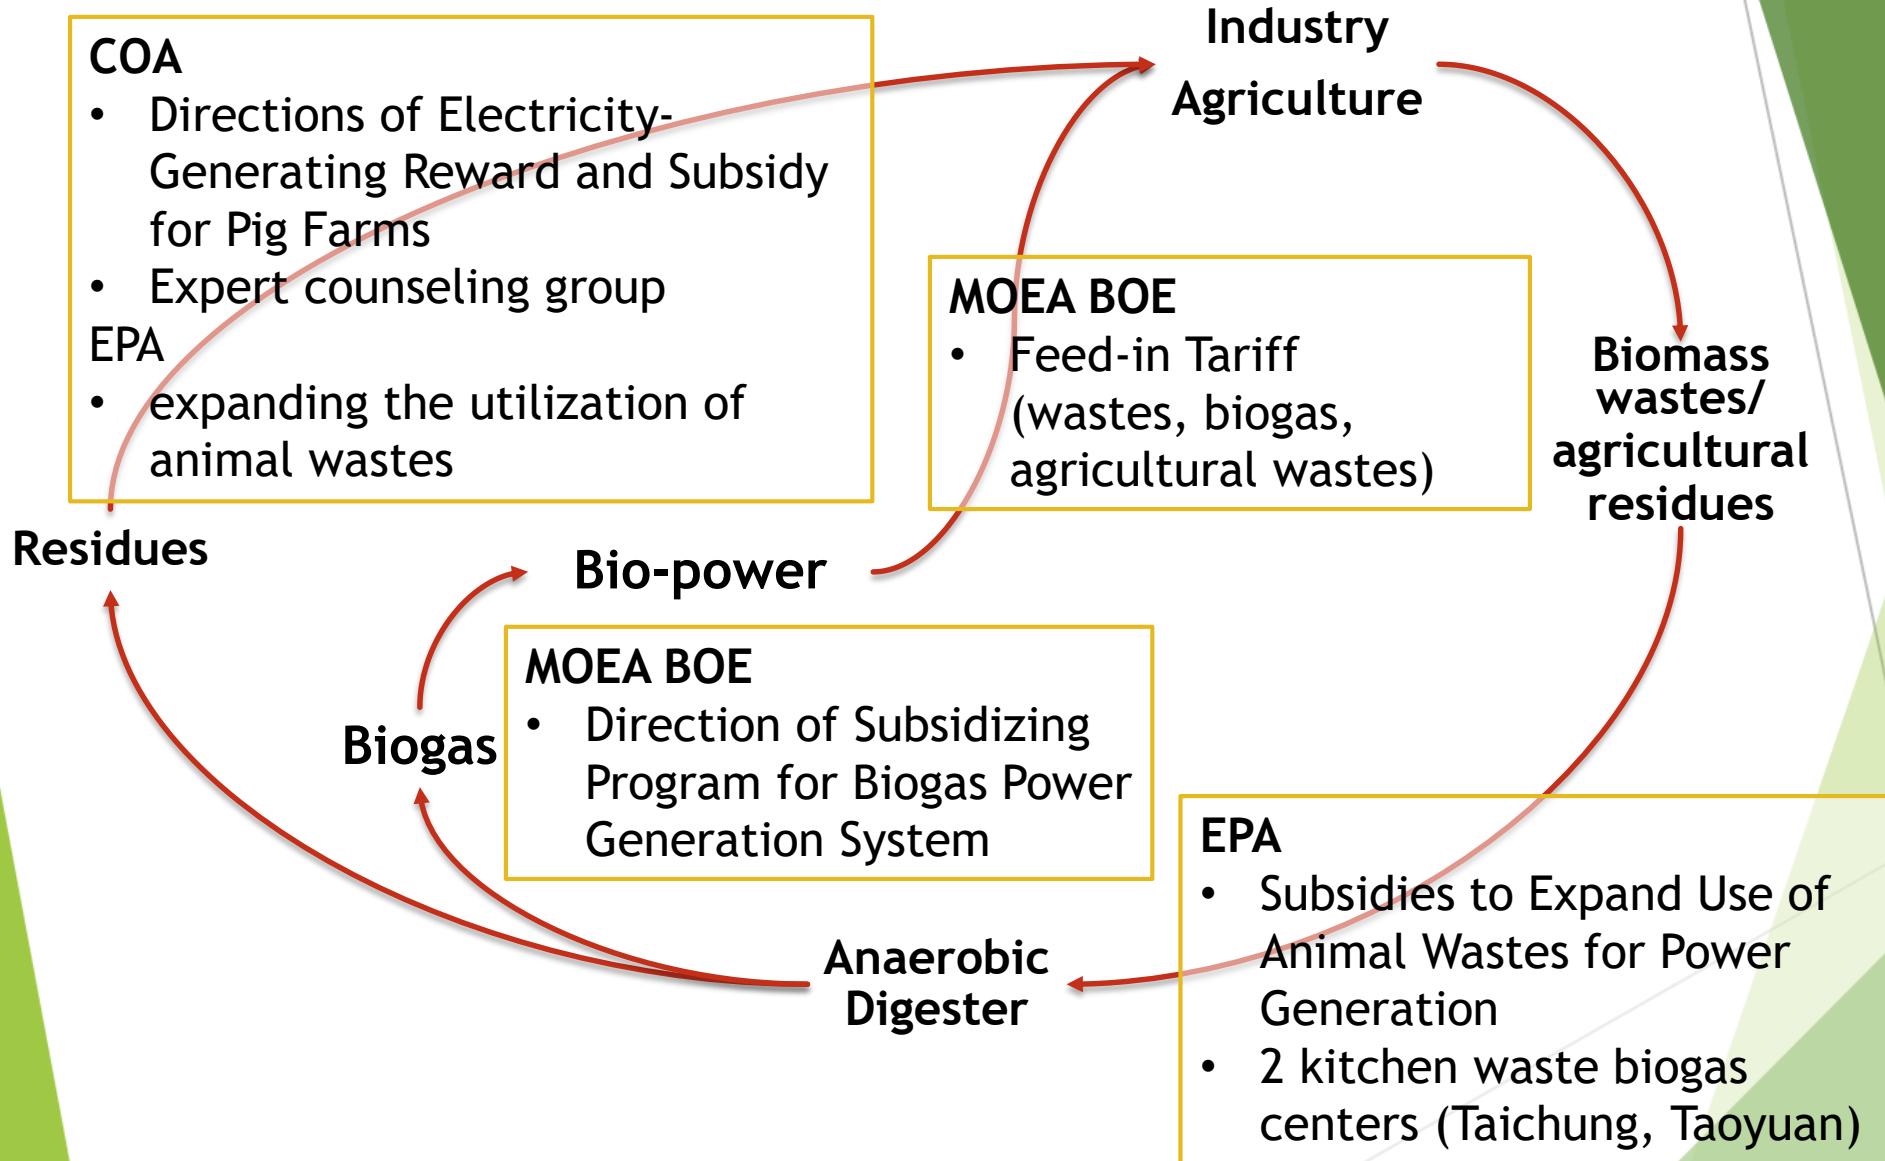 COA
• Directions of Electricity-
Generating Reward and Subsidy
for Pig Farms
• Expert counseling group
EPA
• expanding the utilization of
animal wastes
Industry
Agriculture
MOEA BOE
• Feed-in Tariff
(wastes, biogas,
agricultural wastes)
Biomass
wastes/
agricultural
residues
Residues
Bio-power
MOEA BOE
• Direction of Subsidizing
Program for Biogas Power
Generation System
Biogas
EPA
• Subsidies to Expand Use of
Animal Wastes for Power
Generation
• 2 kitchen waste biogas
centers (Taichung, Taoyuan)
Anaerobic
Digester